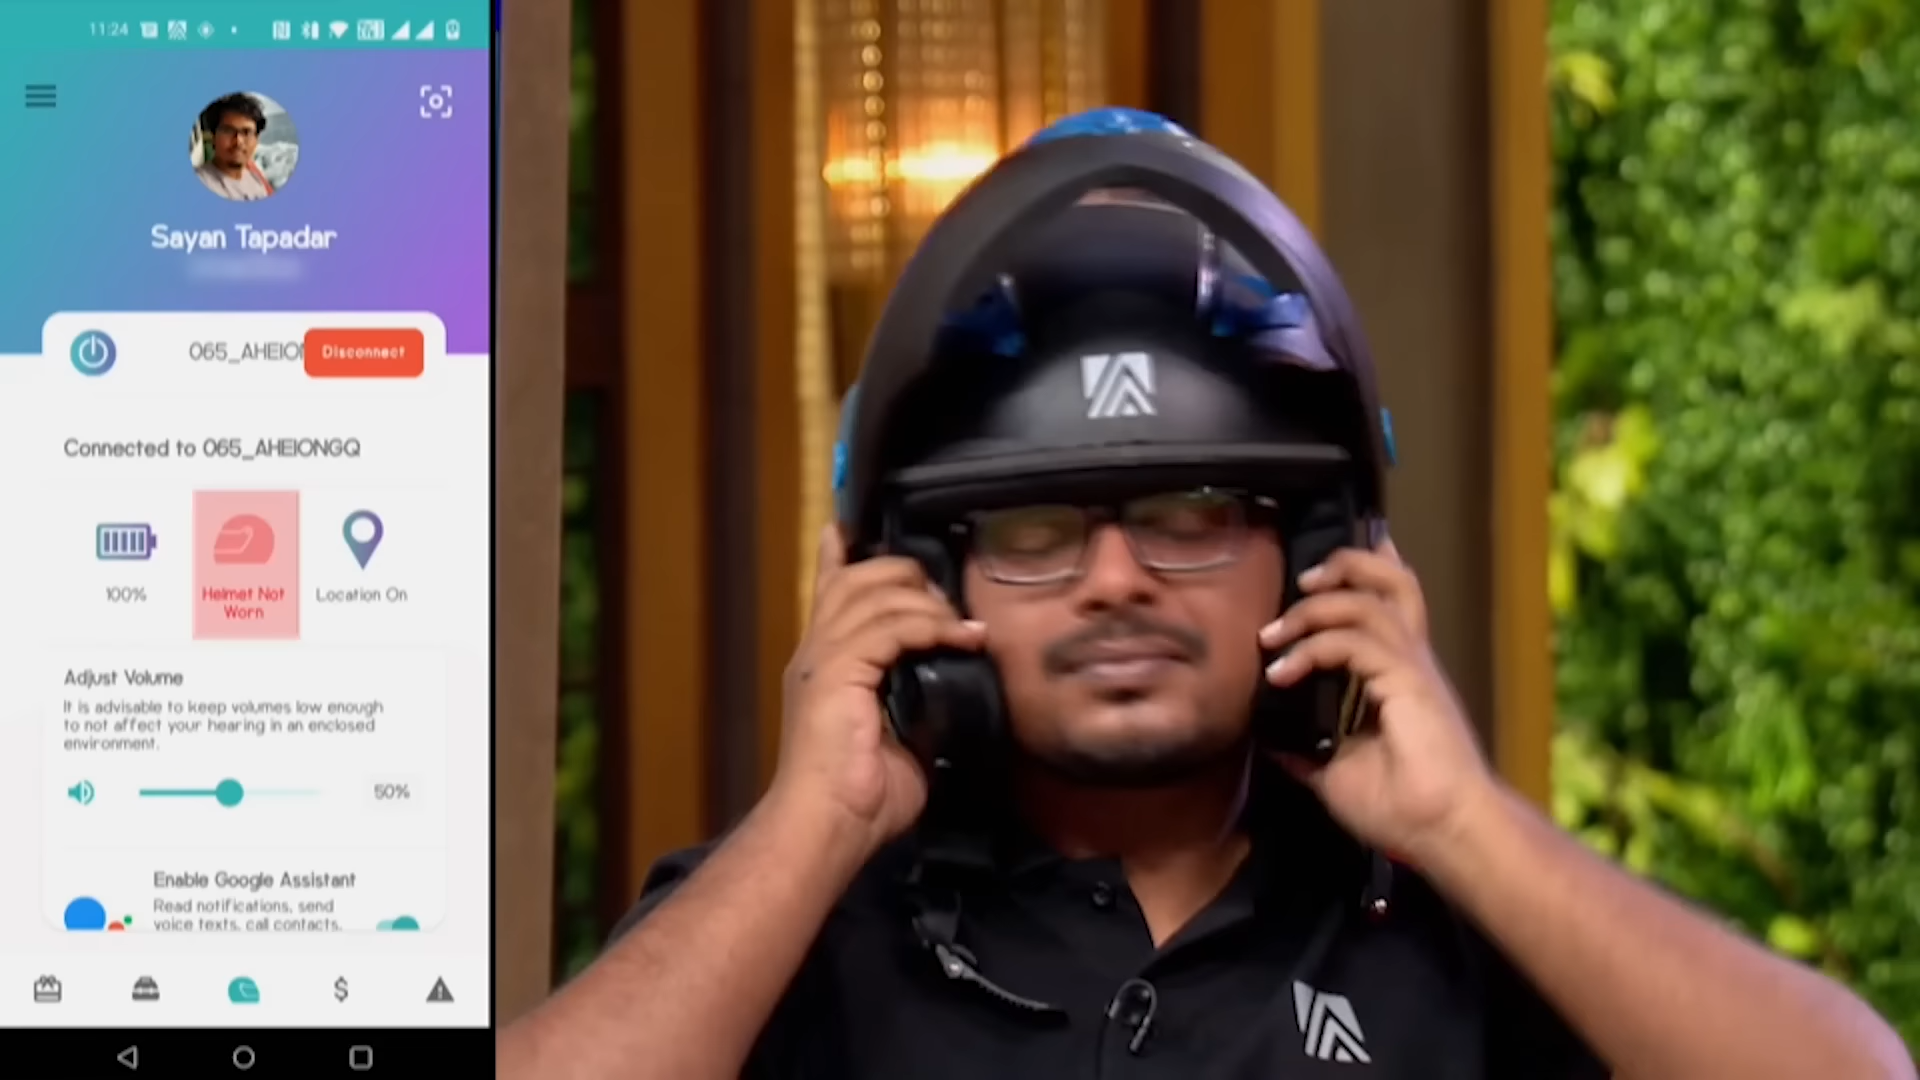 11:24
Sayan Tapadar
065_AHEIO
Disconnect
Connected to 065_AHEIONGQ
100%
Helmet Not
Worn
Location On
Adjust Volume
It is advisable to keep volumes low enough
to not affect your hearing in an enclosed
environment.
50%
Enable Google Assistant
Read notifications, send
voice texts, call contacts,